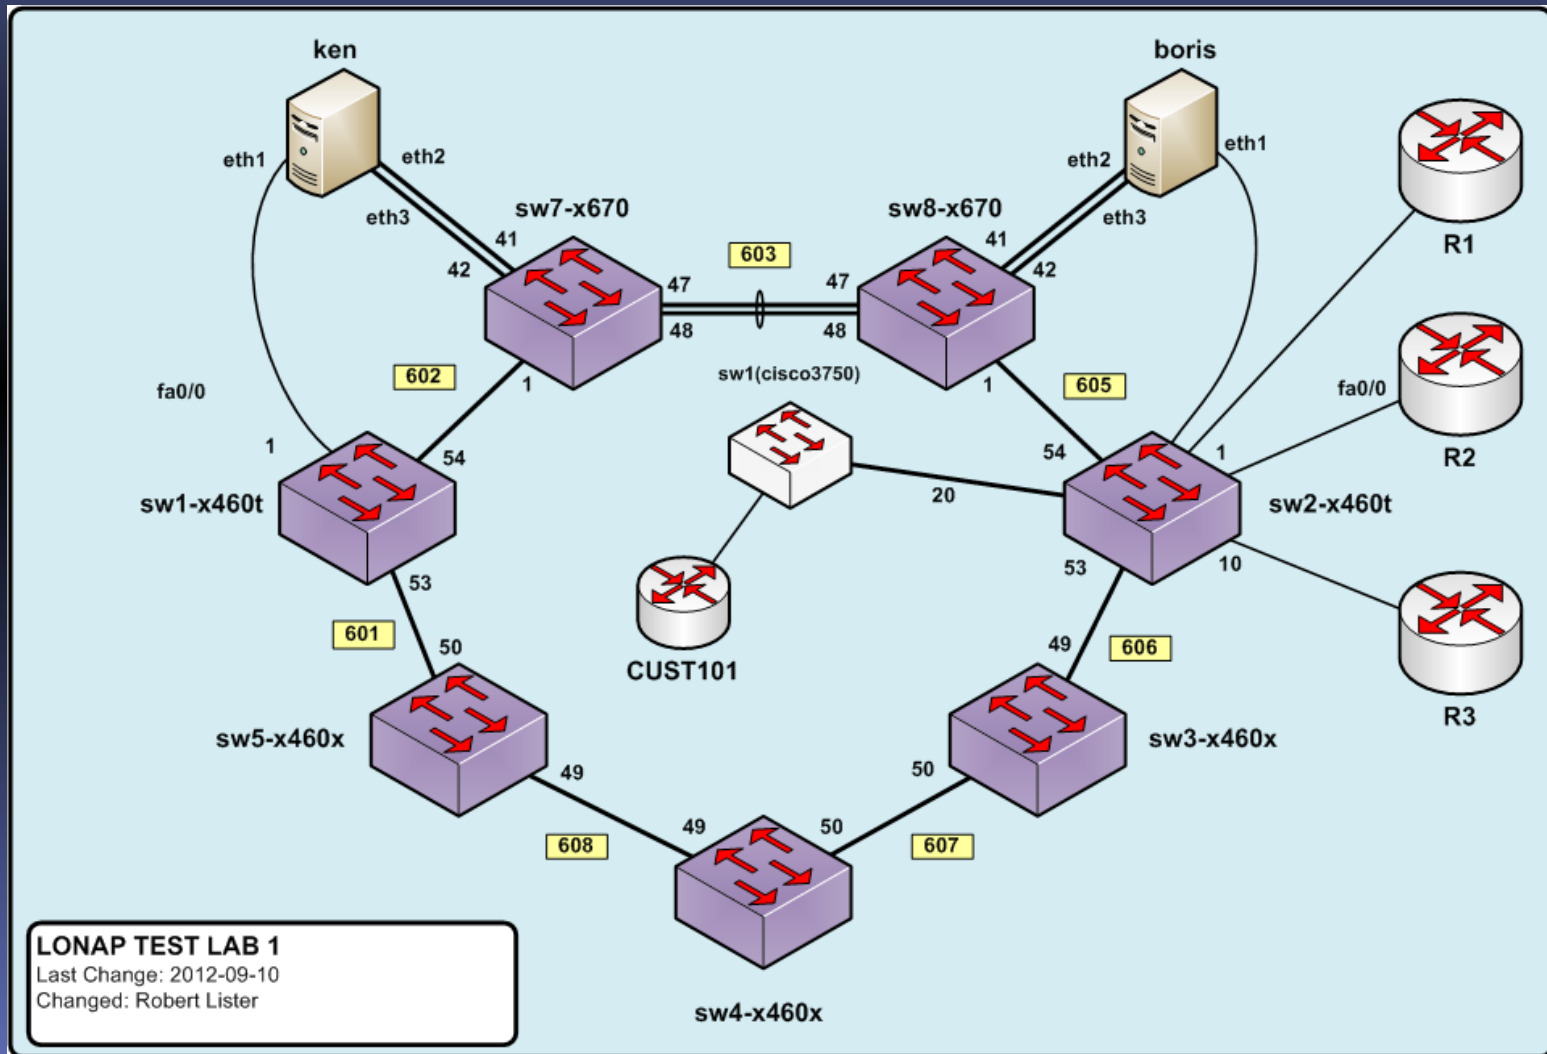 ken
boris
eth1
eth2
eth3
eth2
eth1
eth3
sw7-x670
sw8-x670
R1
41
42
41
42
603
47
48
47
48
602
fa0/0
1
sw1(cisco3750)
1
605
fa0/0
R2
1
54
54
1
sw1-x460t
20
sw2-x460t
53
53
10
601
50
CUST101
49
606
R3
sw5-x460x
sw3-x460x
49
50
608
49
50
607
sw4-x460x
LONAP TEST LAB 1
Last Change: 2012-09-10
Changed: Robert Lister